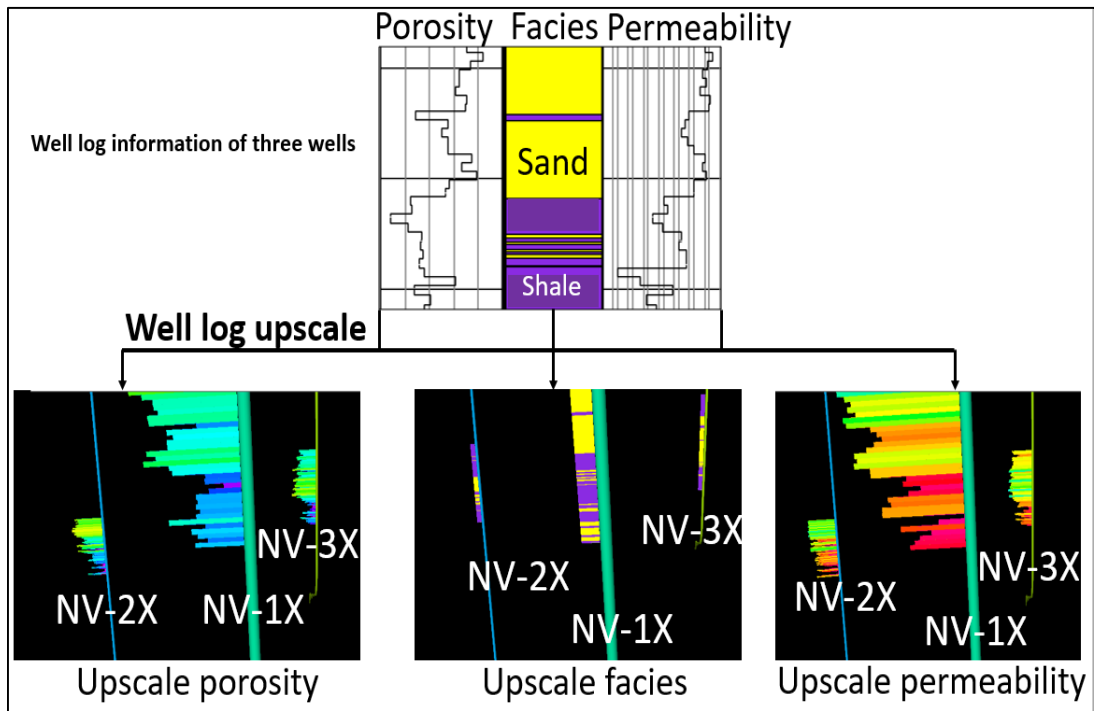 Porosity Facies Permeability
Well log information of three wells
Sand
Shale
Well log upscale
NV-2X
NV-1X
NV-3X
NV-2X
NV-1X
NV-3X
NV-2X
NV-1X
NV-3X
Upscale porosity
Upscale facies
Upscale permeability